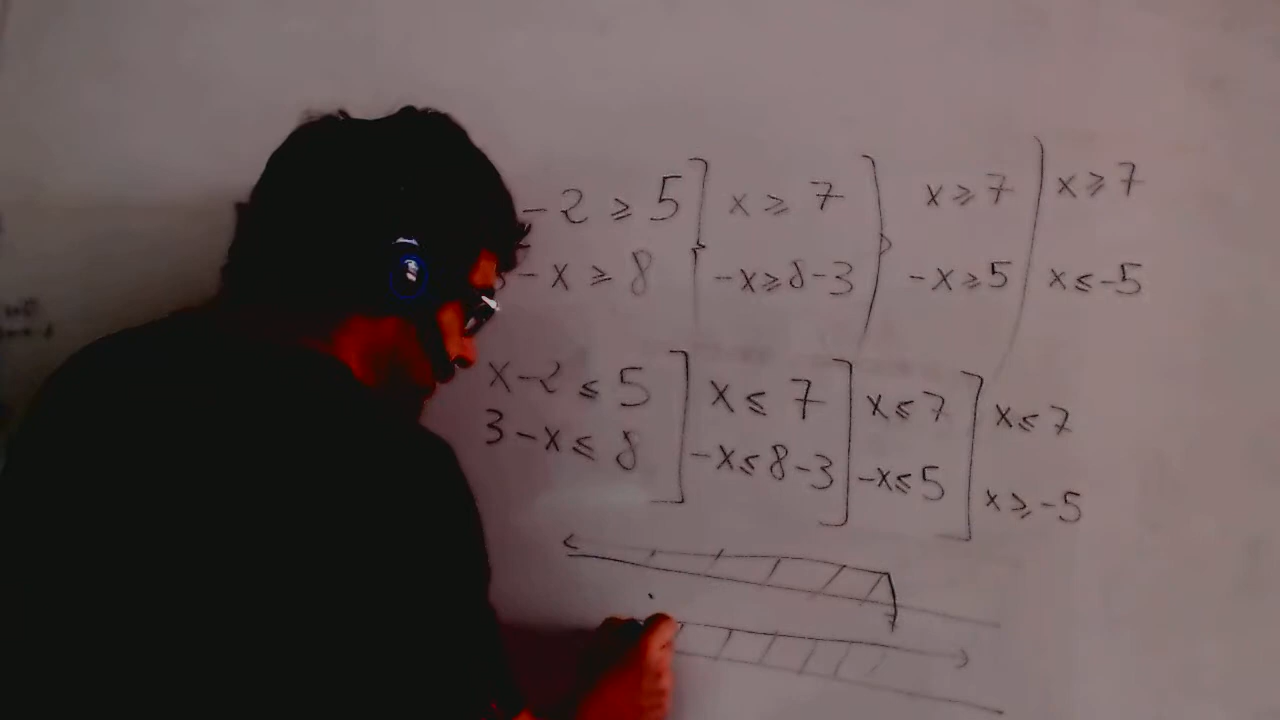 -2 ≥ 5 ] x ≥ 7 } x ≥ 7 ) x ≥ 7
-x ≥ 8 ] -x ≥ 8-3 } -x ≥ 5 ) x ≤ -5
x-2 ≤ 5 ] x ≤ 7 ] x ≤ 7 ] x ≤ 7
3-x ≤ 8 ] -x ≤ 8-3 ] -x ≤ 5 ] x ≥ -5